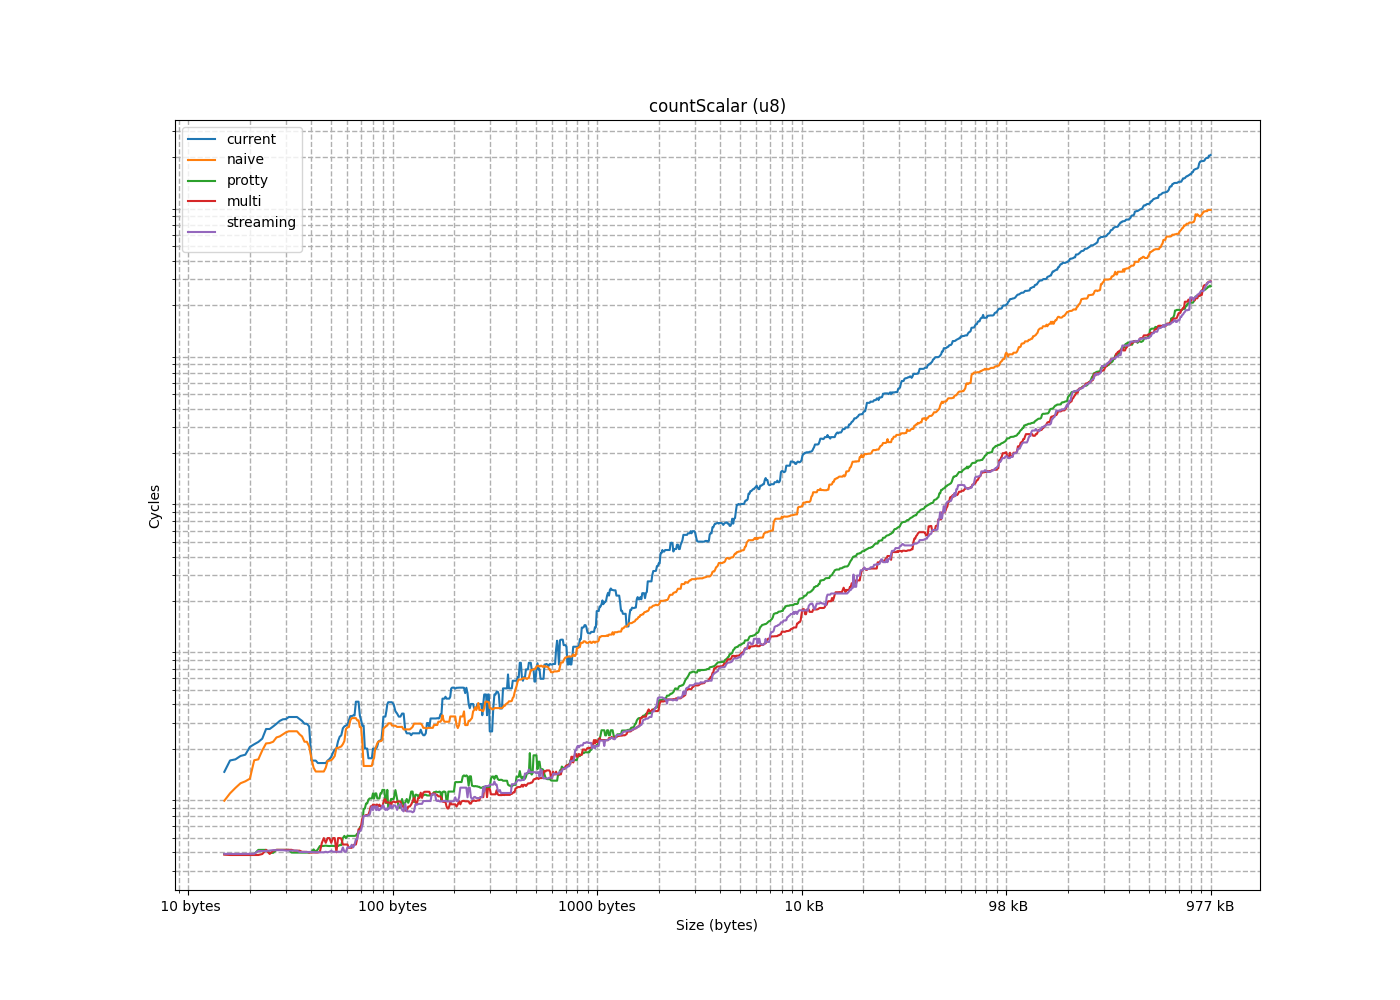 countScalar (u8)
current
naive
protty
multi
streaming
Cycles
10 bytes 100 bytes 1000 bytes 10 kB 98 kB 977 kB
Size (bytes)